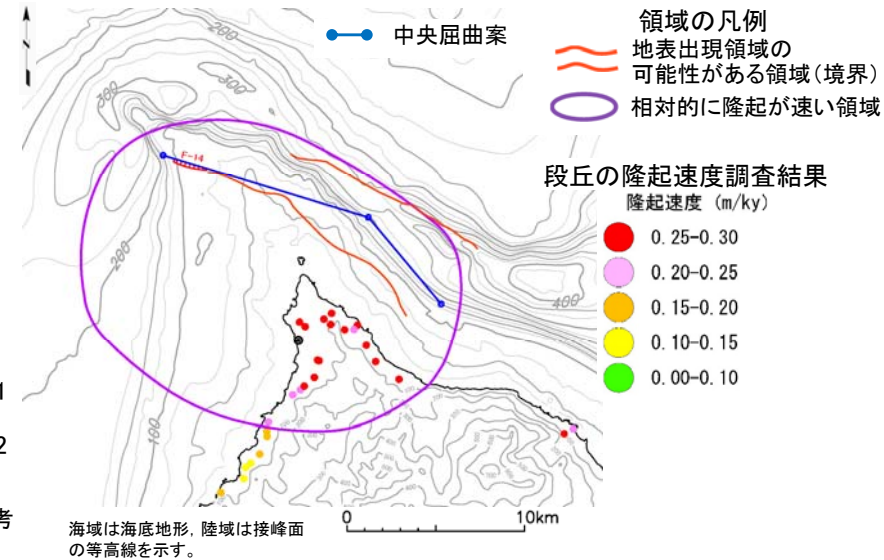 N
中央屈曲案
領域の凡例
地表出現領域の
可能性がある領域(境界)
相対的に隆起が速い領域
段丘の隆起速度調査結果
隆起速度 (m/ky)
0.25-0.30
0.20-0.25
0.15-0.20
0.10-0.15
0.00-0.10
200
300
300
F-14
200
400
100
1
2
考
0
10km
海域は海底地形,陸域は接峰面
の等高線を示す。